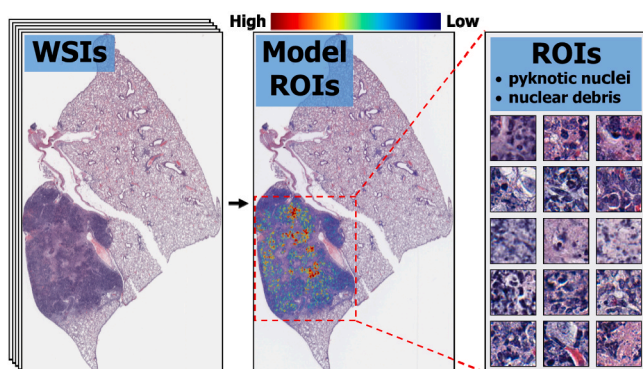 High Low
WSIs
Model
ROIs
ROIs
• pyknotic nuclei
• nuclear debris